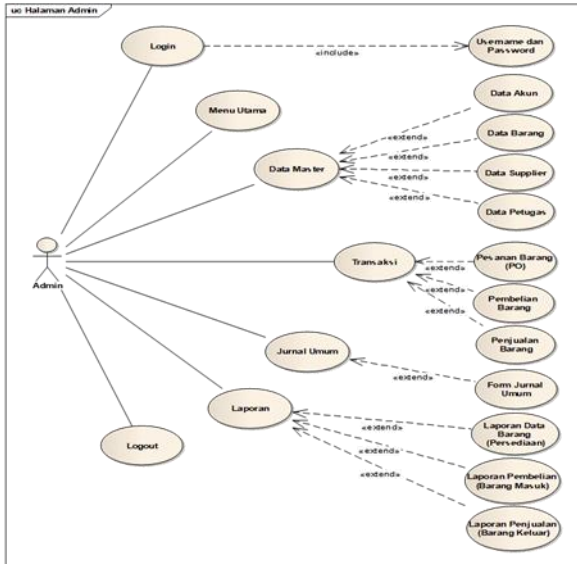 uc Halaman Admin
Login
«include»
Username dan
Password
Menu Utama
Data Akun
«extend»
Data Barang
«extend»
Data Master
«extend»
Data Supplier
«extend»
Data Petugas
Admin
Transaksi
Pesanan Barang
(PO)
«extend»
«extend»
Pembelian
Barang
«extend»
Penjualan
Barang
Jurnal Umum
«extend»
Form Jurnal
Umum
Laporan
«extend»
Laporan Data
Barang
(Persediaan)
Logout
«extend»
Laporan Pembelian
(Barang Masuk)
«extend»
Laporan Penjualan
(Barang Keluar)